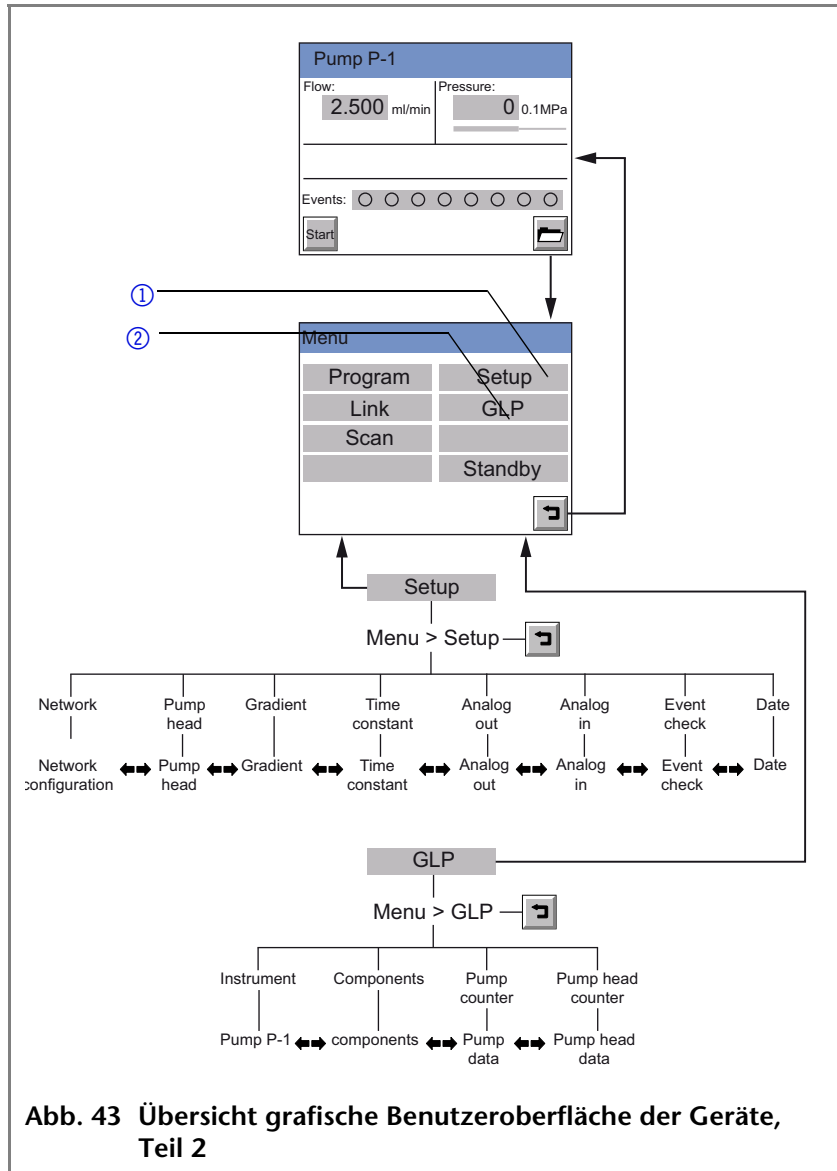 Pump P-1
Flow: Pressure:
2.500 ml/min 0 0.1MPa
Events:
Start
①
②
Menu
Program Setup
Link GLP
Scan
Standby
Setup
Menu > Setup
Network Pump head Gradient Time constant Analog out Analog in Event check Date
Network configuration Pump head Gradient Time constant Analog out Analog in Event check Date
GLP
Menu > GLP
Instrument Components Pump counter Pump head counter
Pump P-1 components Pump data Pump head data
Abb. 43 Übersicht grafische Benutzeroberfläche der Geräte,
Teil 2